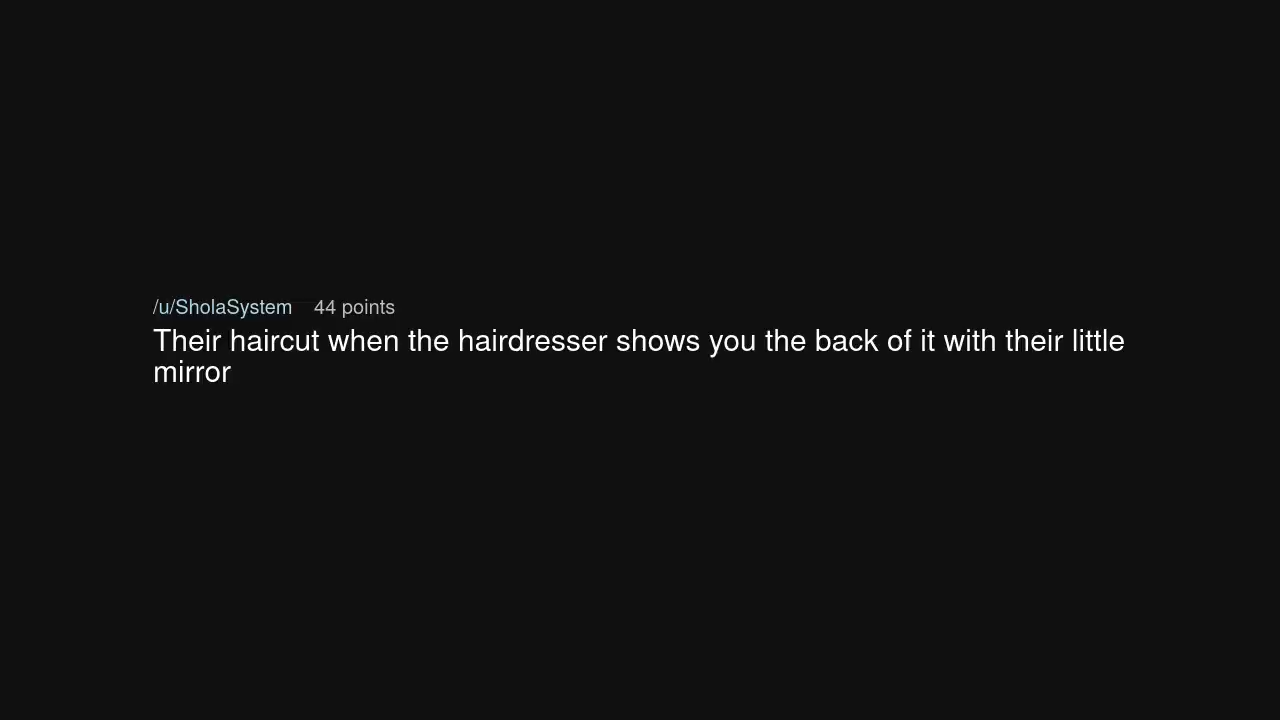 /u/SholaSystem 44 points
Their haircut when the hairdresser shows you the back of it with their little
mirror